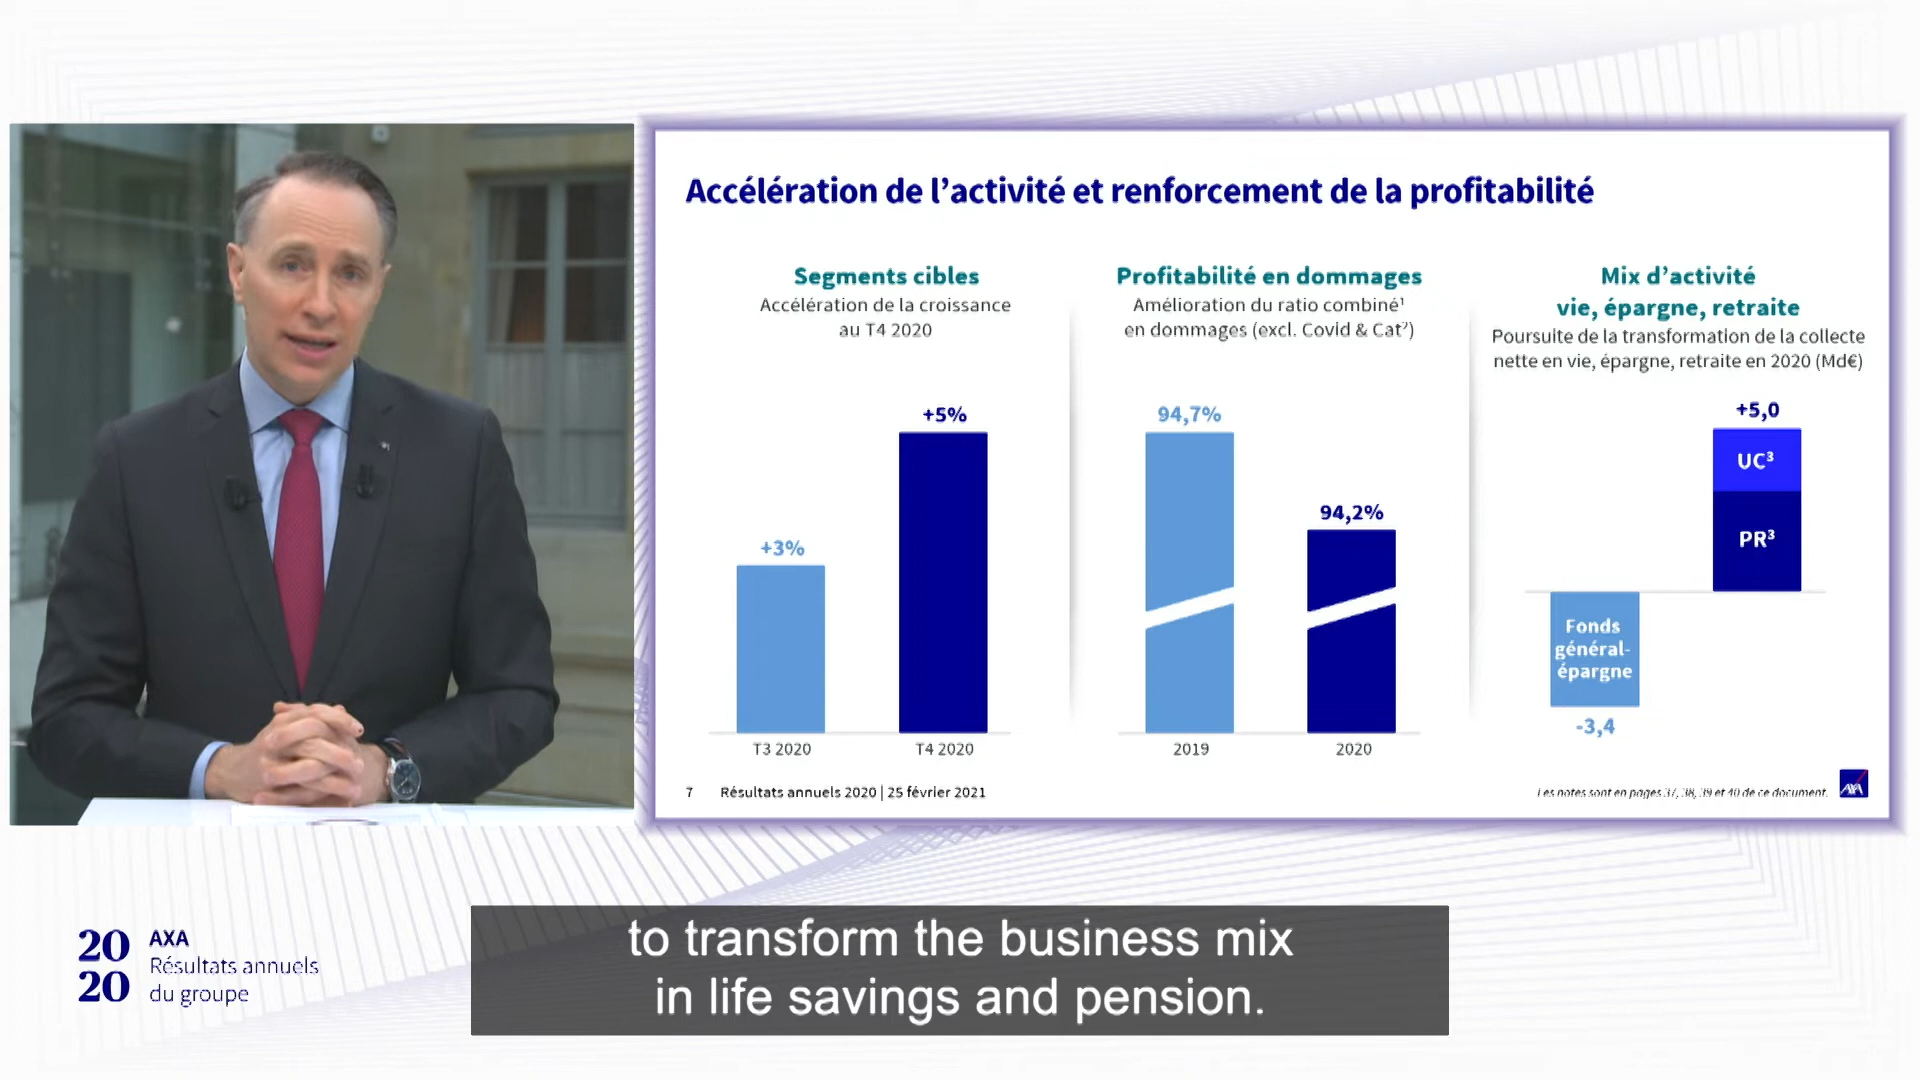 Accélération de l’activité et renforcement de la profitabilité
Segments cibles
Accélération de la croissance
au T4 2020
+3%
+5%
T3 2020
T4 2020
Profitabilité en dommages
Amélioration du ratio combiné¹
en dommages (excl. Covid & Cat²)
94,7%
94,2%
2019
2020
Mix d’activité
vie, épargne, retraite
Poursuite de la transformation de la collecte
nette en vie, épargne, retraite en 2020 (Md€)
+5,0
UC³
PR³
Fonds
général-
épargne
-3,4
7 Résultats annuels 2020 | 25 février 2021
Les notes sont en pages 37, 38, 39 et 40 de ce document.
AXA
20
20
AXA
Résultats annuels
du groupe
to transform the business mix
in life savings and pension.